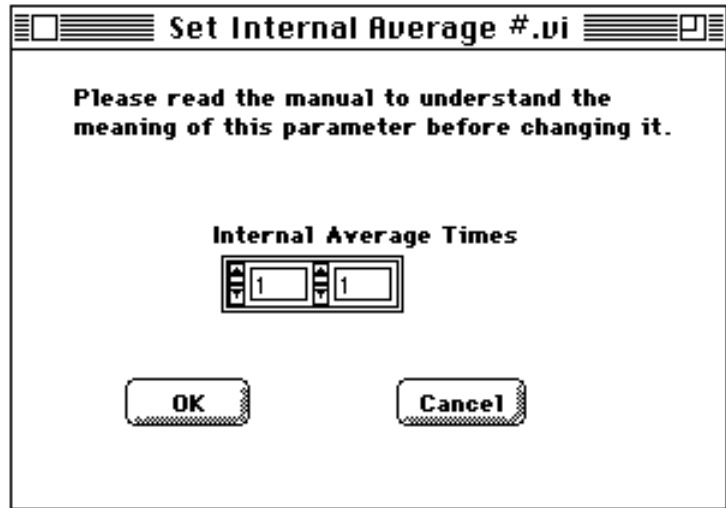 Set Internal Average #.vi
Please read the manual to understand the
meaning of this parameter before changing it.
Internal Average Times
1 1
OK Cancel